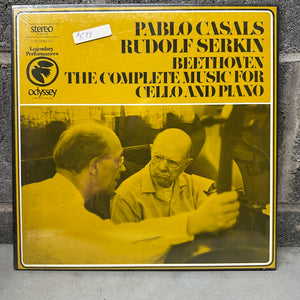 stereo
Legendary
Performances
odyssey
PABLO CASALS
RUDOLF SERKIN
BEETHOVEN
THE COMPLETE MUSIC FOR
CELLO AND PIANO